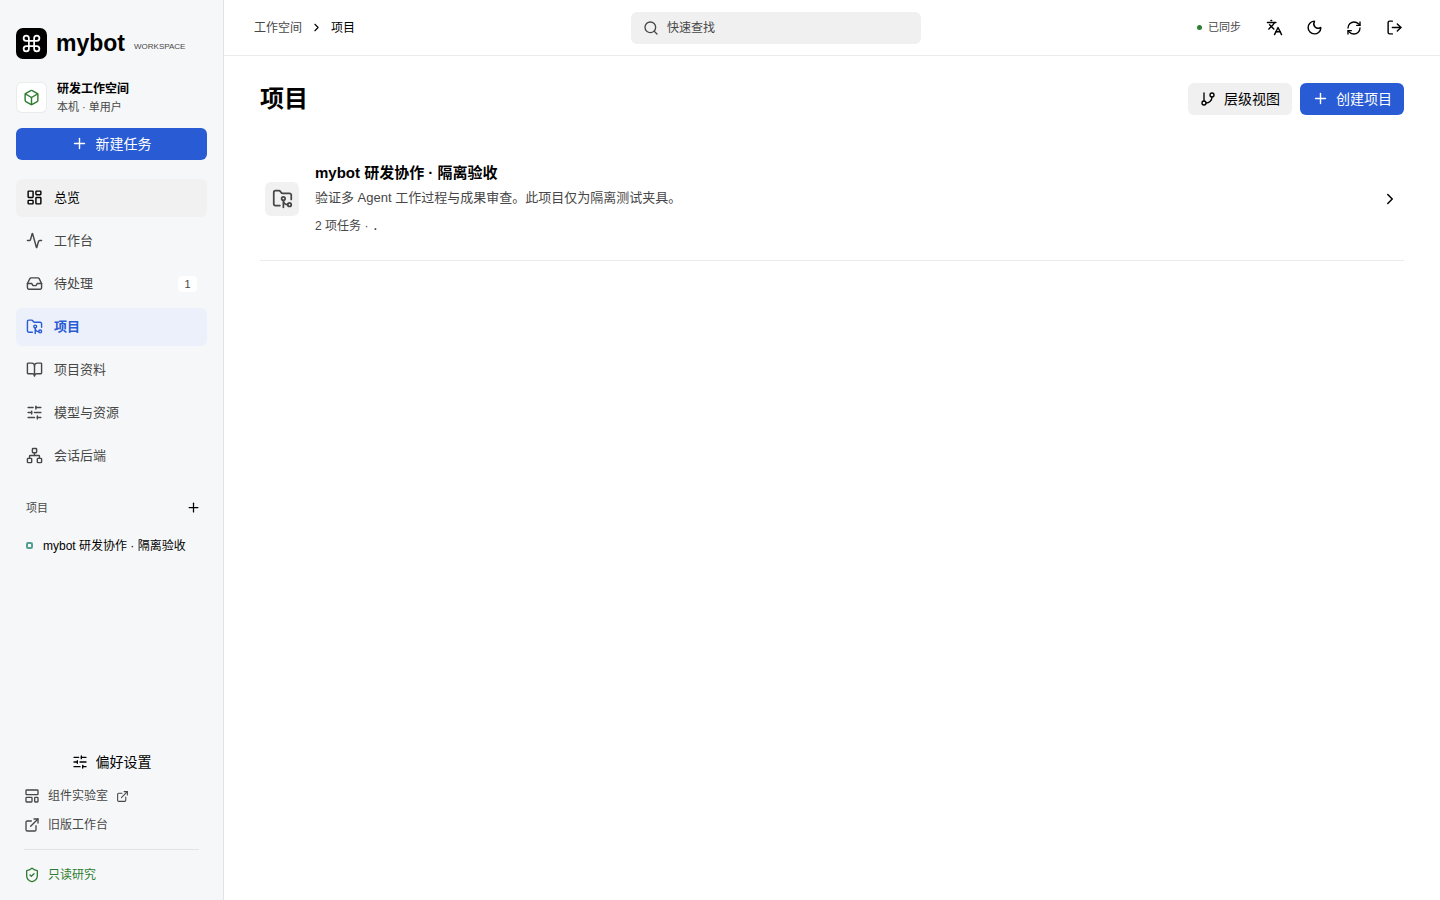 mybot WORKSPACE
研发工作空间
本机 · 单用户
新建任务
总览
工作台
待处理 1
项目
项目资料
模型与资源
会话后端
项目
mybot 研发协作 · 隔离验收
偏好设置
组件实验室
旧版工作台
只读研究
工作空间 项目
快速查找
已同步
项目
层级视图
创建项目
mybot 研发协作 · 隔离验收
验证多 Agent 工作过程与成果审查。此项目仅为隔离测试夹具。
2 项任务 · .